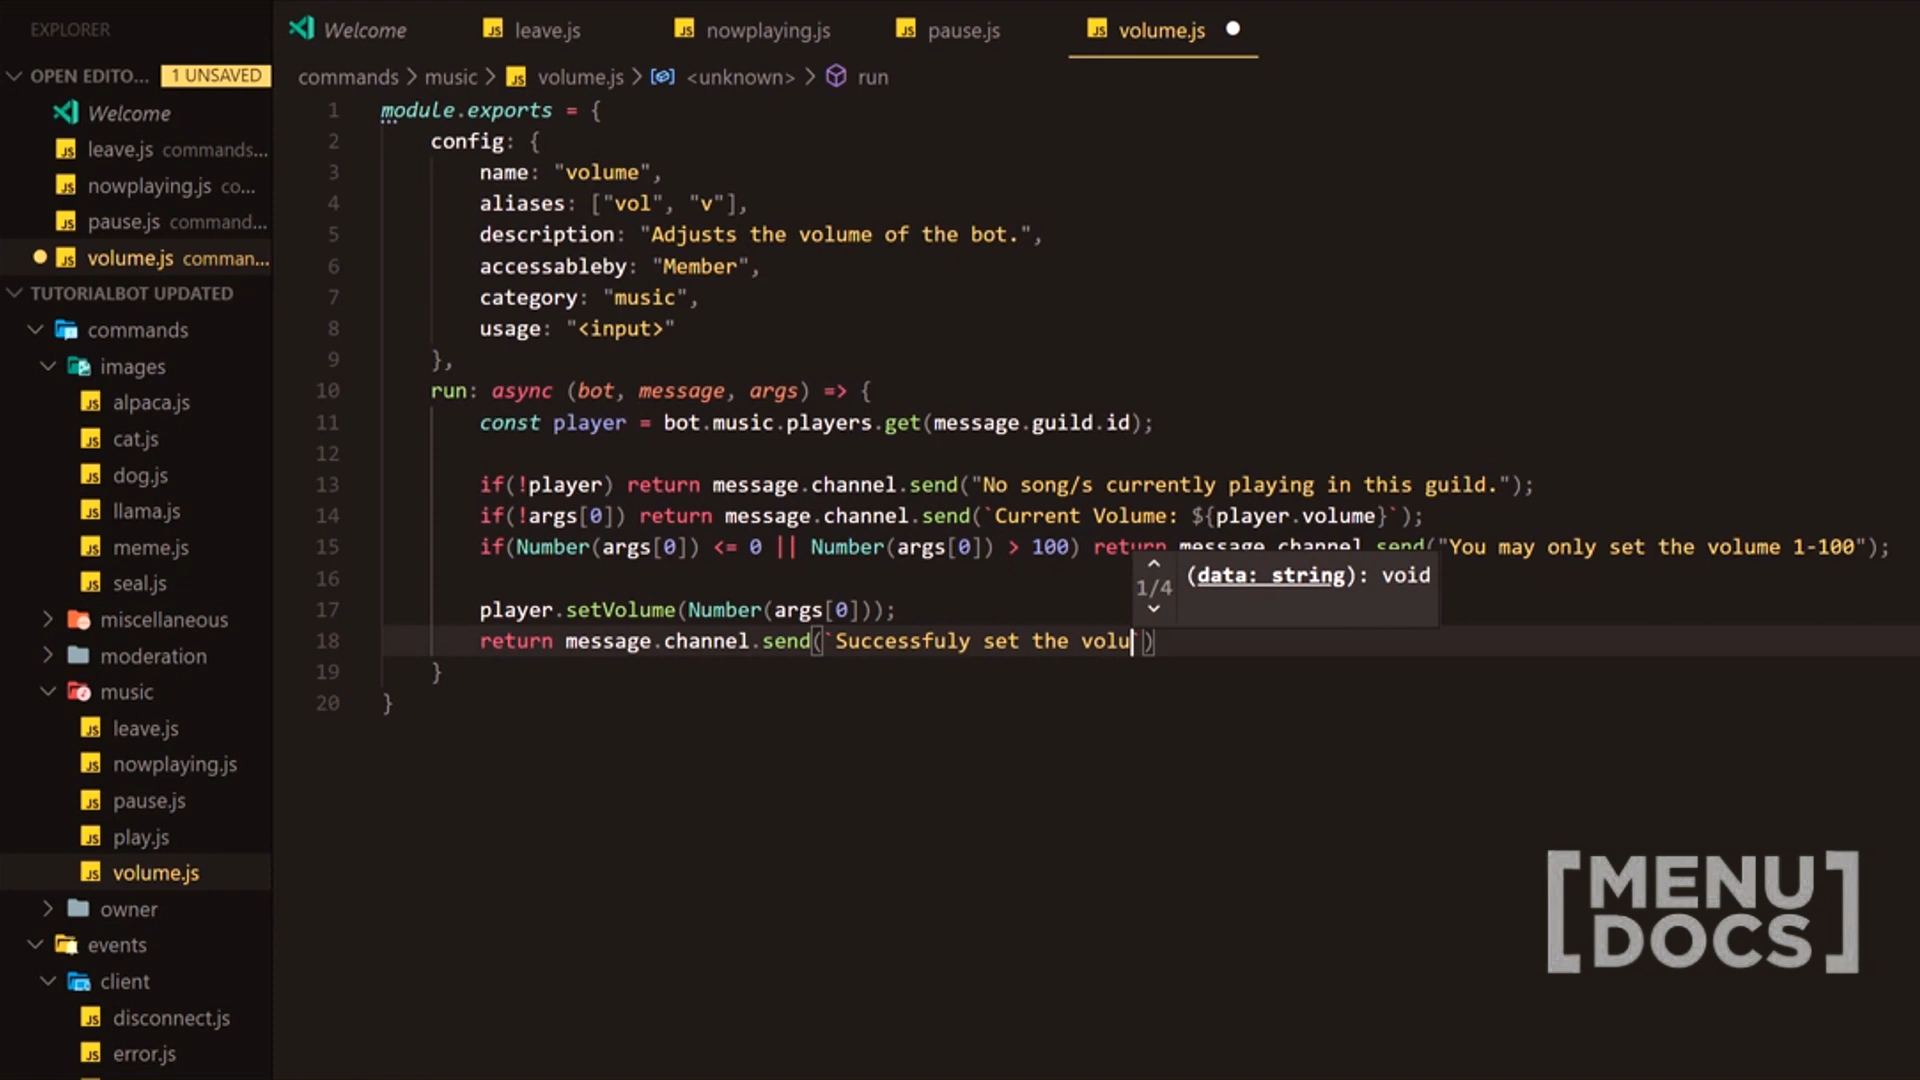 EXPLORER
OPEN EDITO... 1 UNSAVED
Welcome
leave.js commands...
nowplaying.js co...
pause.js command...
volume.js comman...
TUTORIALBOT UPDATED
commands
images
alpaca.js
cat.js
dog.js
llama.js
meme.js
seal.js
miscellaneous
moderation
music
leave.js
nowplaying.js
pause.js
play.js
volume.js
owner
events
client
disconnect.js
error.js
Welcome leave.js nowplaying.js pause.js volume.js
commands > music > volume.js > <unknown> > run
1 module.exports = {
2 config: {
3 name: "volume",
4 aliases: ["vol", "v"],
5 description: "Adjusts the volume of the bot.",
6 accessableby: "Member",
7 category: "music",
8 usage: "<input>"
9 },
10 run: async (bot, message, args) => {
11 const player = bot.music.players.get(message.guild.id);
12
13 if(!player) return message.channel.send("No song/s currently playing in this guild.");
14 if(!args[0]) return message.channel.send(`Current Volume: ${player.volume}`);
15 if(Number(args[0]) <= 0 || Number(args[0]) > 100) return message.channel.send("You may only set the volume 1-100");
16
1/4 (data: string): void
17 player.setVolume(Number(args[0]));
18 return message.channel.send(`Successfuly set the volu`)
19 }
20 }
[MENU
DOCS]